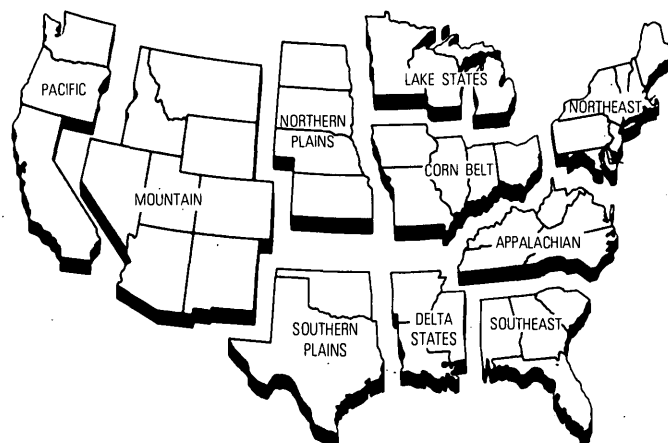 PACIFIC
MOUNTAIN
NORTHERN
PLAINS
LAKE STATES
CORN BELT
NORTHEAST
APPALACHIAN
SOUTHERN
PLAINS
DELTA
STATES
SOUTHEAST